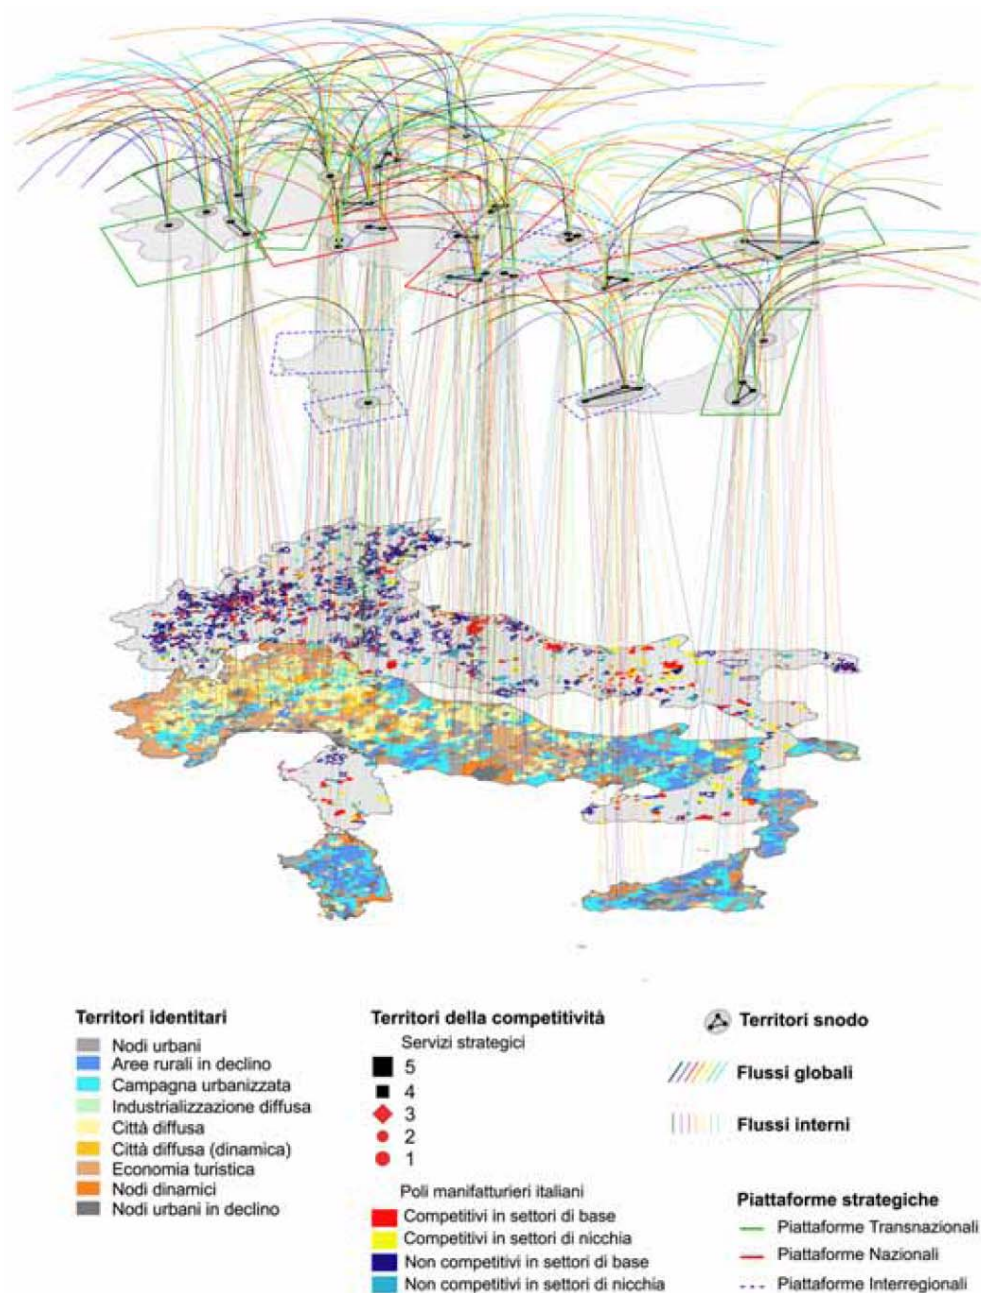 Territori identitari
Nodi urbani
Aree rurali in declino
Campagna urbanizzata
Industrializzazione diffusa
Città diffusa
Città diffusa (dinamica)
Economia turistica
Nodi dinamici
Nodi urbani in declino
Territori della competitività
Servizi strategici
5
4
3
2
1
Poli manifatturieri italiani
Competitivi in settori di base
Competitivi in settori di nicchia
Non competitivi in settori di base
Non competitivi in settori di nicchia
Territori snodo
Flussi globali
Flussi interni
Piattaforme strategiche
Piattaforme Transnazionali
Piattaforme Nazionali
Piattaforme Interregionali